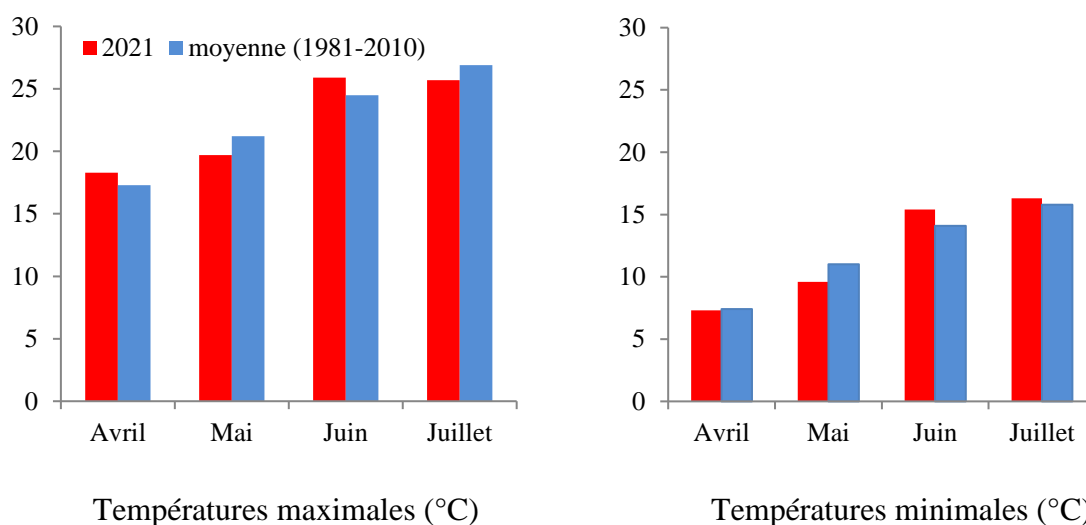 30
2021 moyenne (1981-2010)
25
20
15
10
5
0
Avril Mai Juin Juillet
Températures maximales (°C)
30
25
20
15
10
5
0
Avril Mai Juin Juillet
Températures minimales (°C)